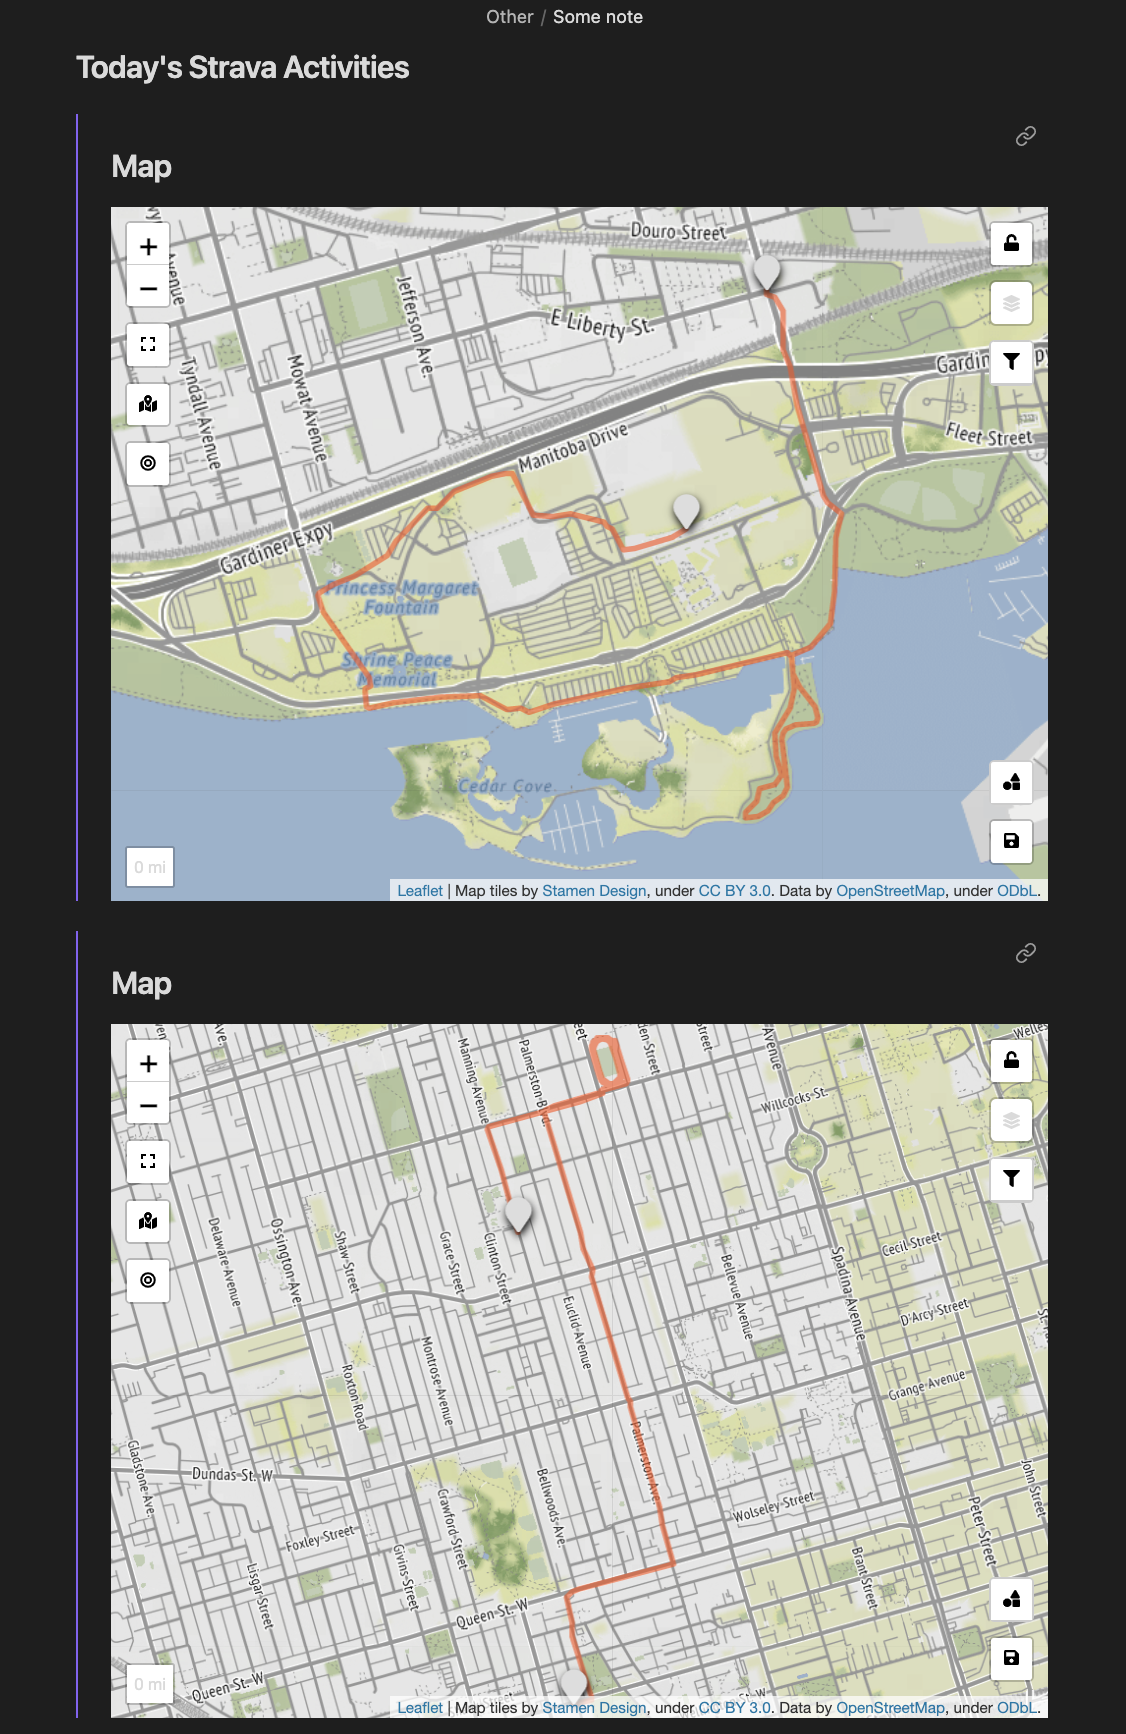 Other / Some note
Today's Strava Activities
Map
Douro Street
Avenue
Jefferson Ave.
E Liberty St.
Tyndall Avenue
Mowat Avenue
Manitoba Drive
Fleet Street
Gardiner Expy
Princess Margaret
Fountain
Shrine Peace
Memorial
Cedar Cove
0 mi
Leaflet | Map tiles by Stamen Design, under CC BY 3.0. Data by OpenStreetMap, under ODbL.
Map
Ave.
Manning Avenue
Palmerston Blvd.
Avenue
Willcocks St.
Delaware Avenue
Ossington Ave.
Shaw Street
Grace Street
Clinton Street
Bellevue Avenue
Spadina Avenue
Cecil Street
D'Arcy Street
Euclid Avenue
Montrose Avenue
Roxton Road
Grange Avenue
Palmerston Ave.
Gladstone Ave.
Dundas St. W
Bellwoods Ave.
Crawford Street
Wolseley Street
John Street
Peter Street
Foxley Street
Givins Street
Lisgar Street
Brant Street
Queen St. W
Queen St. W
0 mi
Leaflet | Map tiles by Stamen Design, under CC BY 3.0. Data by OpenStreetMap, under ODbL.